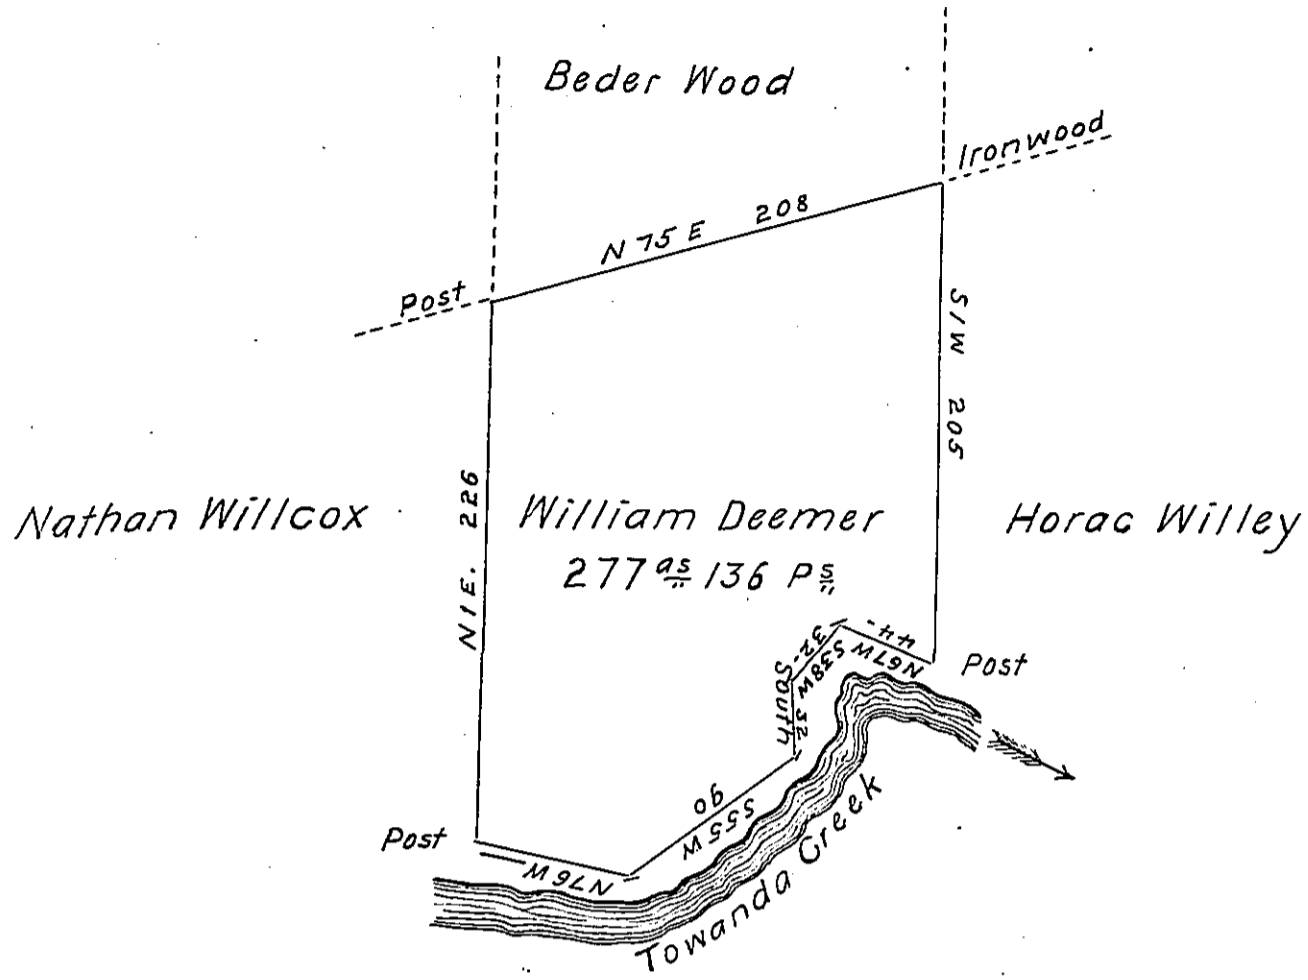 Beder Wood
Ironwood
N 75 E 208
Post
S 1 W 205
N 1 E. 226
Nathan Willcox
William Deemer
Horac Willey
277 as 136 Ps
N67W 44-
S38W 32-
South 32
Post
S55W 90
Post
N76W
Towanda Creek